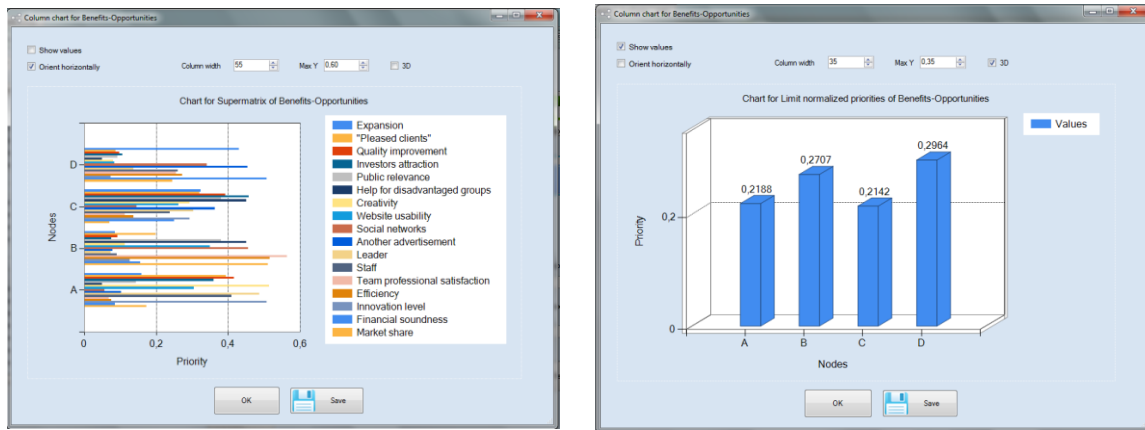 Column chart for Benefits-Opportunities
Show values
Orient horizontally
Column width 55
Max Y 0,60
3D
Chart for Supermatrix of Benefits-Opportunities
Nodes
D
C
B
A
0 0,2 0,4 0,6
Priority
Expansion
"Pleased clients"
Quality improvement
Investors attraction
Public relevance
Help for disadvantaged groups
Creativity
Website usability
Social networks
Another advertisement
Leader
Staff
Team professional satisfaction
Efficiency
Innovation level
Financial soundness
Market share
OK
Save
Column chart for Benefits-Opportunities
Show values
Orient horizontally
Column width 35
Max Y 0,35
3D
Chart for Limit normalized priorities of Benefits-Opportunities
Values
Priority
0,2
0
0,2188
0,2707
0,2142
0,2964
A B C D
Nodes
OK
Save